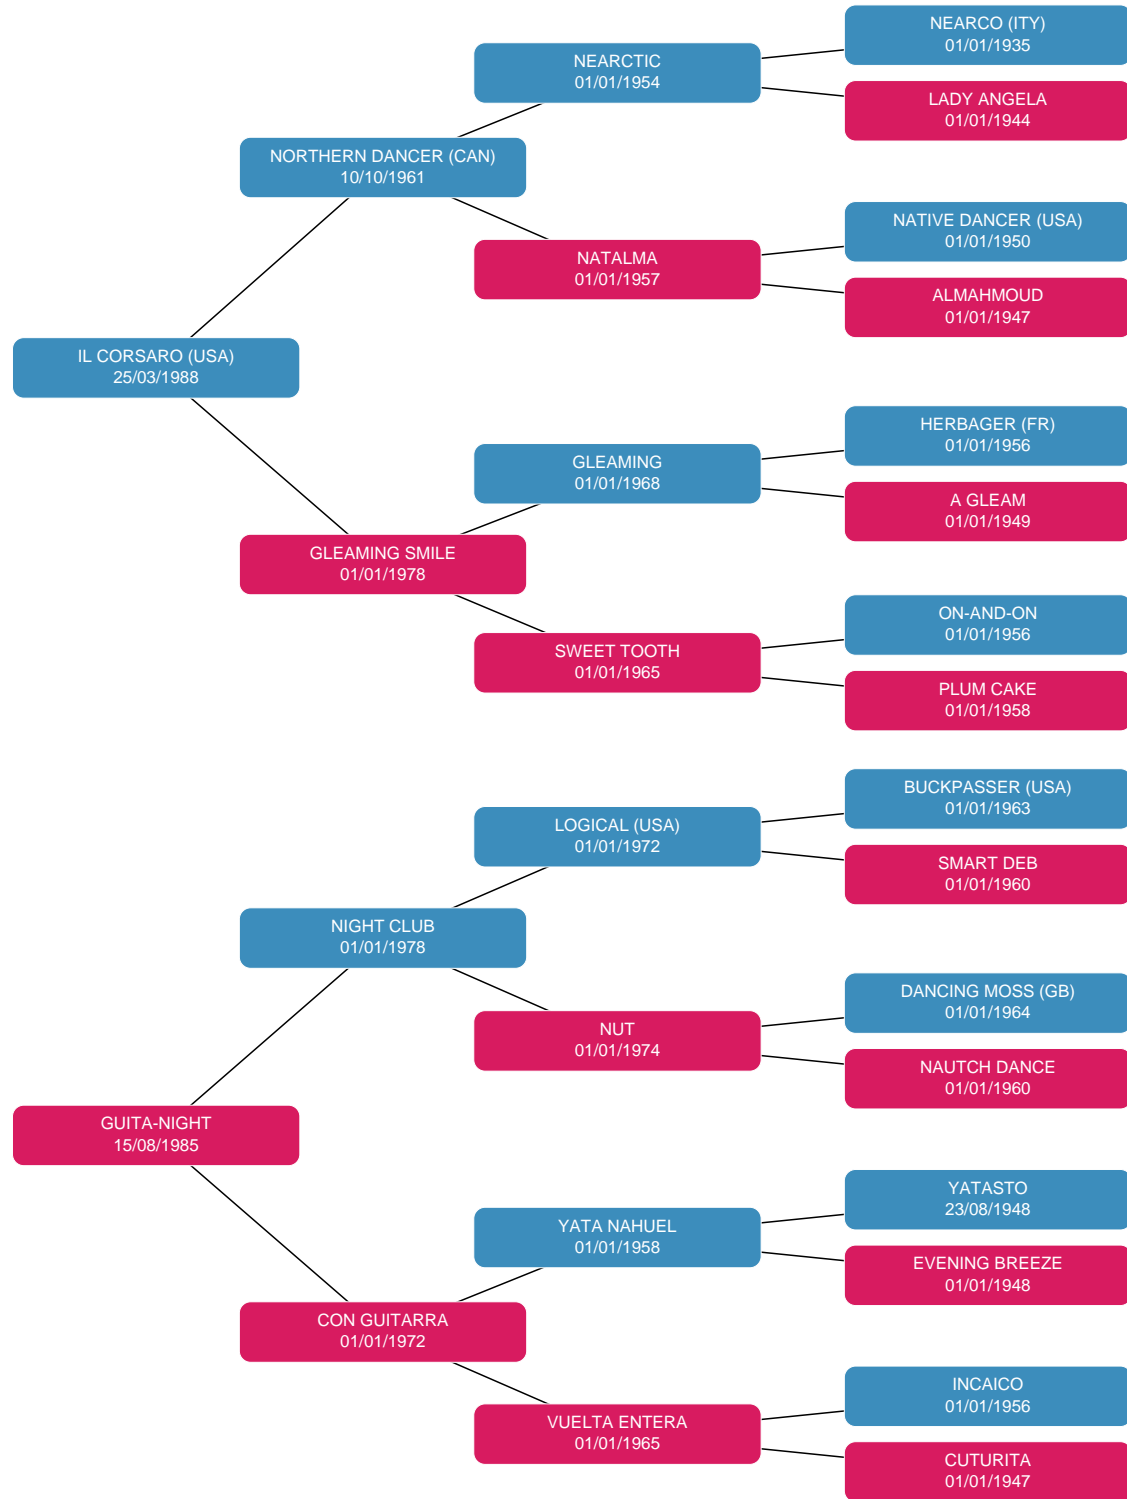 NEARCO (ITY)
01/01/1935
NEARCTIC
01/01/1954
LADY ANGELA
01/01/1944
NORTHERN DANCER (CAN)
10/10/1961
NATIVE DANCER (USA)
01/01/1950
NATALMA
01/01/1957
ALMAHMOUD
01/01/1947
IL CORSARO (USA)
25/03/1988
HERBAGER (FR)
01/01/1956
GLEAMING
01/01/1968
A GLEAM
01/01/1949
GLEAMING SMILE
01/01/1978
ON-AND-ON
01/01/1956
SWEET TOOTH
01/01/1965
PLUM CAKE
01/01/1958
BUCKPASSER (USA)
01/01/1963
LOGICAL (USA)
01/01/1972
SMART DEB
01/01/1960
NIGHT CLUB
01/01/1978
DANCING MOSS (GB)
01/01/1964
NUT
01/01/1974
NAUTCH DANCE
01/01/1960
GUITA-NIGHT
15/08/1985
YATASTO
23/08/1948
YATA NAHUEL
01/01/1958
EVENING BREEZE
01/01/1948
CON GUITARRA
01/01/1972
INCAICO
01/01/1956
VUELTA ENTERA
01/01/1965
CUTURITA
01/01/1947